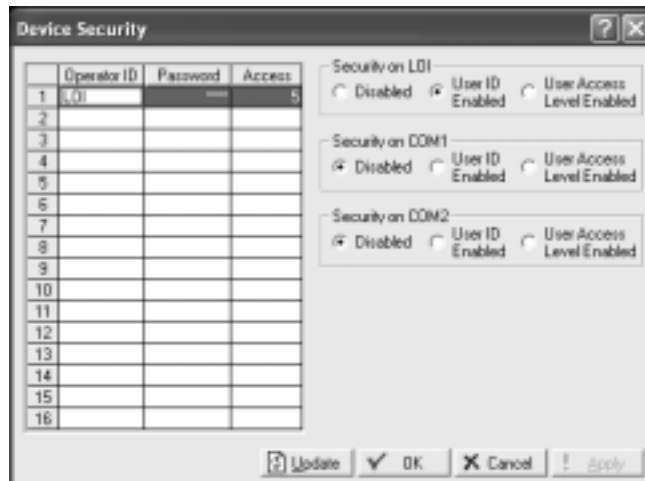 Device Security
Operator ID Password Access
1 LOI 5
2
3
4
5
6
7
8
9
10
11
12
13
14
15
16
Security on LOI
Disabled User ID Enabled User Access Level Enabled
Security on COM1
Disabled User ID Enabled User Access Level Enabled
Security on COM2
Disabled User ID Enabled User Access Level Enabled
Update OK Cancel Apply